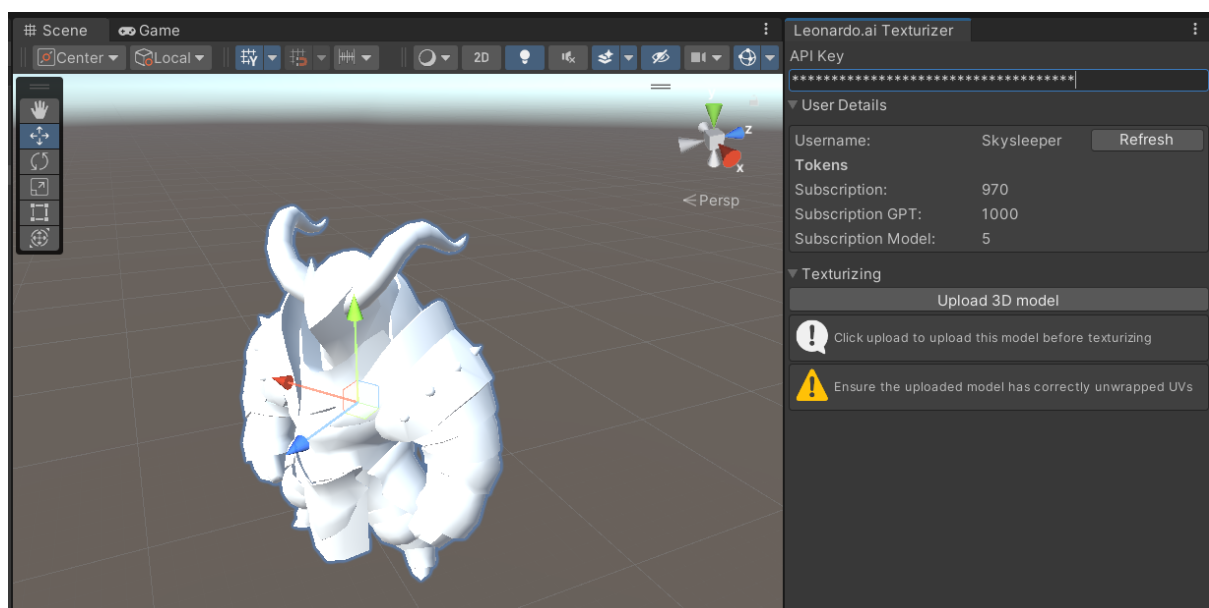 Scene Game
Center Local 2D
y
z
x
Persp
Leonardo.ai Texturizer
API Key
************************************
User Details
Username: Skysleeper Refresh
Tokens
Subscription: 970
Subscription GPT: 1000
Subscription Model: 5
Texturizing
Upload 3D model
Click upload to upload this model before texturizing
Ensure the uploaded model has correctly unwrapped UVs